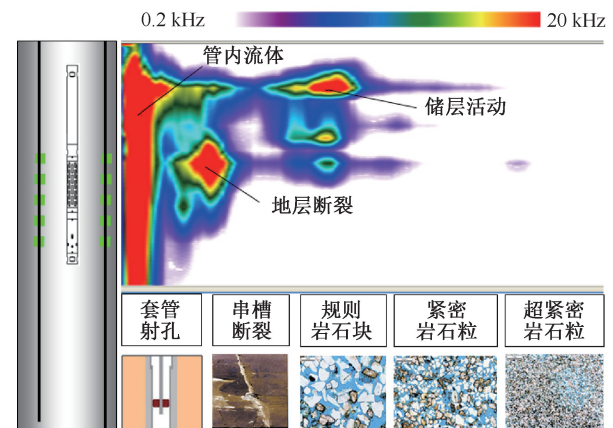 0.2 kHz 20 kHz
管内流体
储层活动
地层断裂
套管 串槽 规则 紧密 超紧密
射孔 断裂 岩石块 岩石粒 岩石粒